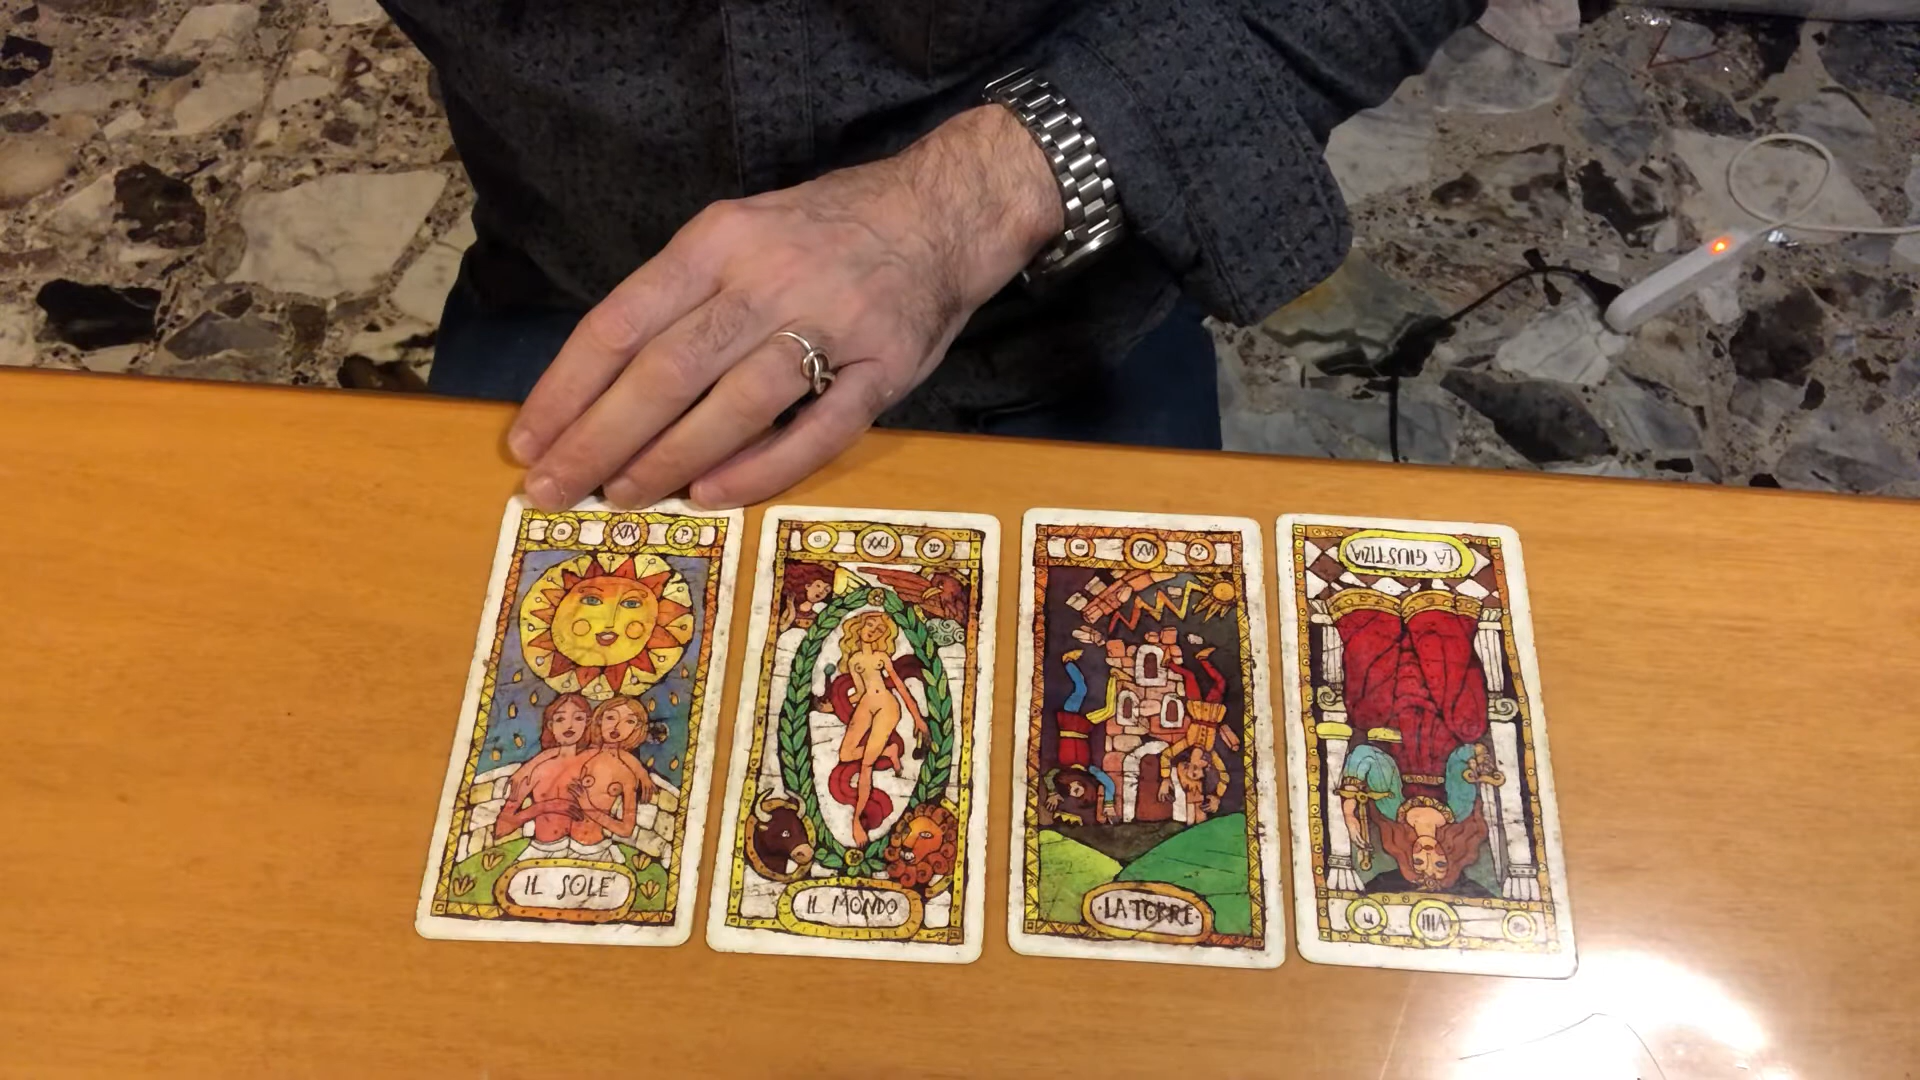 XIX
IL SOLE
XXI
ש
IL MONDO
XVI
LA TORRE
LA GIUSTIZIA
VIII